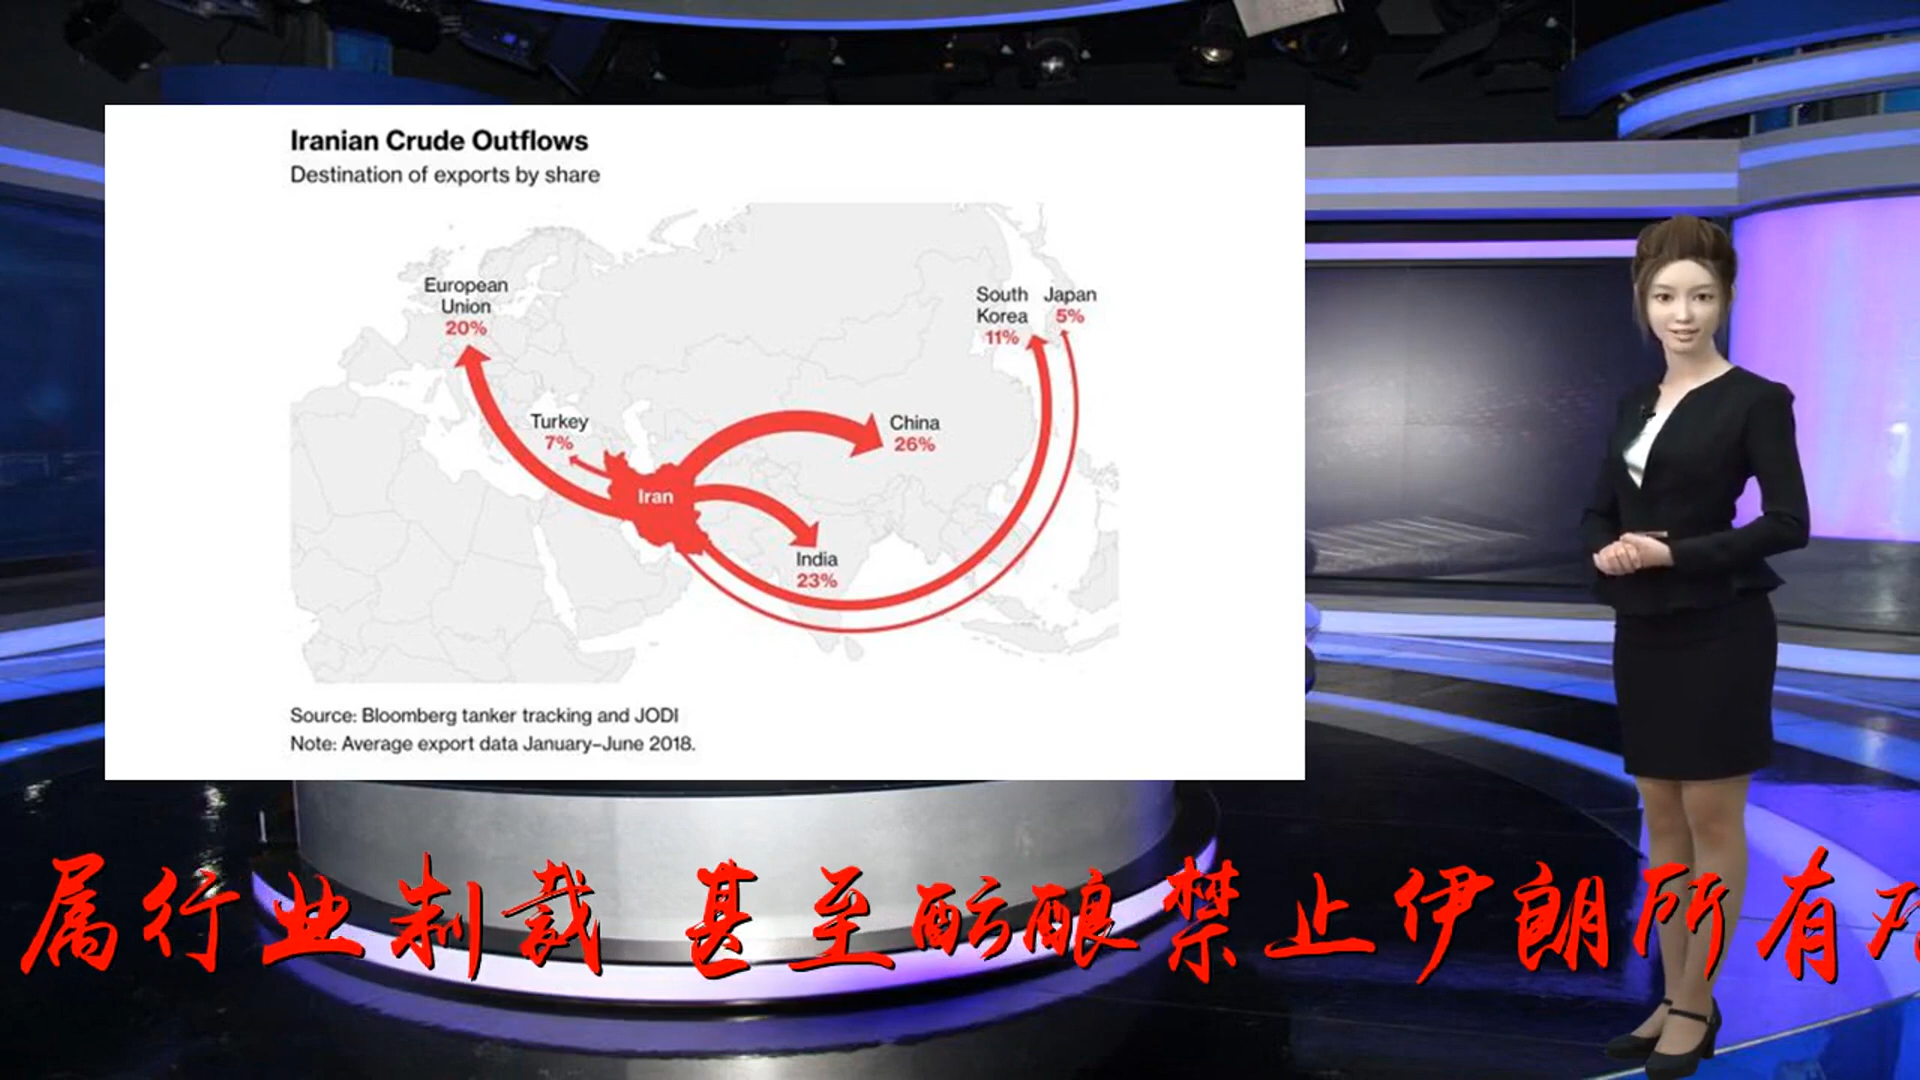 Iranian Crude Outflows
Destination of exports by share
European
Union
20%
Turkey
7%
Iran
China
26%
India
23%
South
Korea
11%
Japan
5%
Source: Bloomberg tanker tracking and JODI
Note: Average export data January–June 2018.
属行业制裁 甚至酝酿禁止伊朗所有